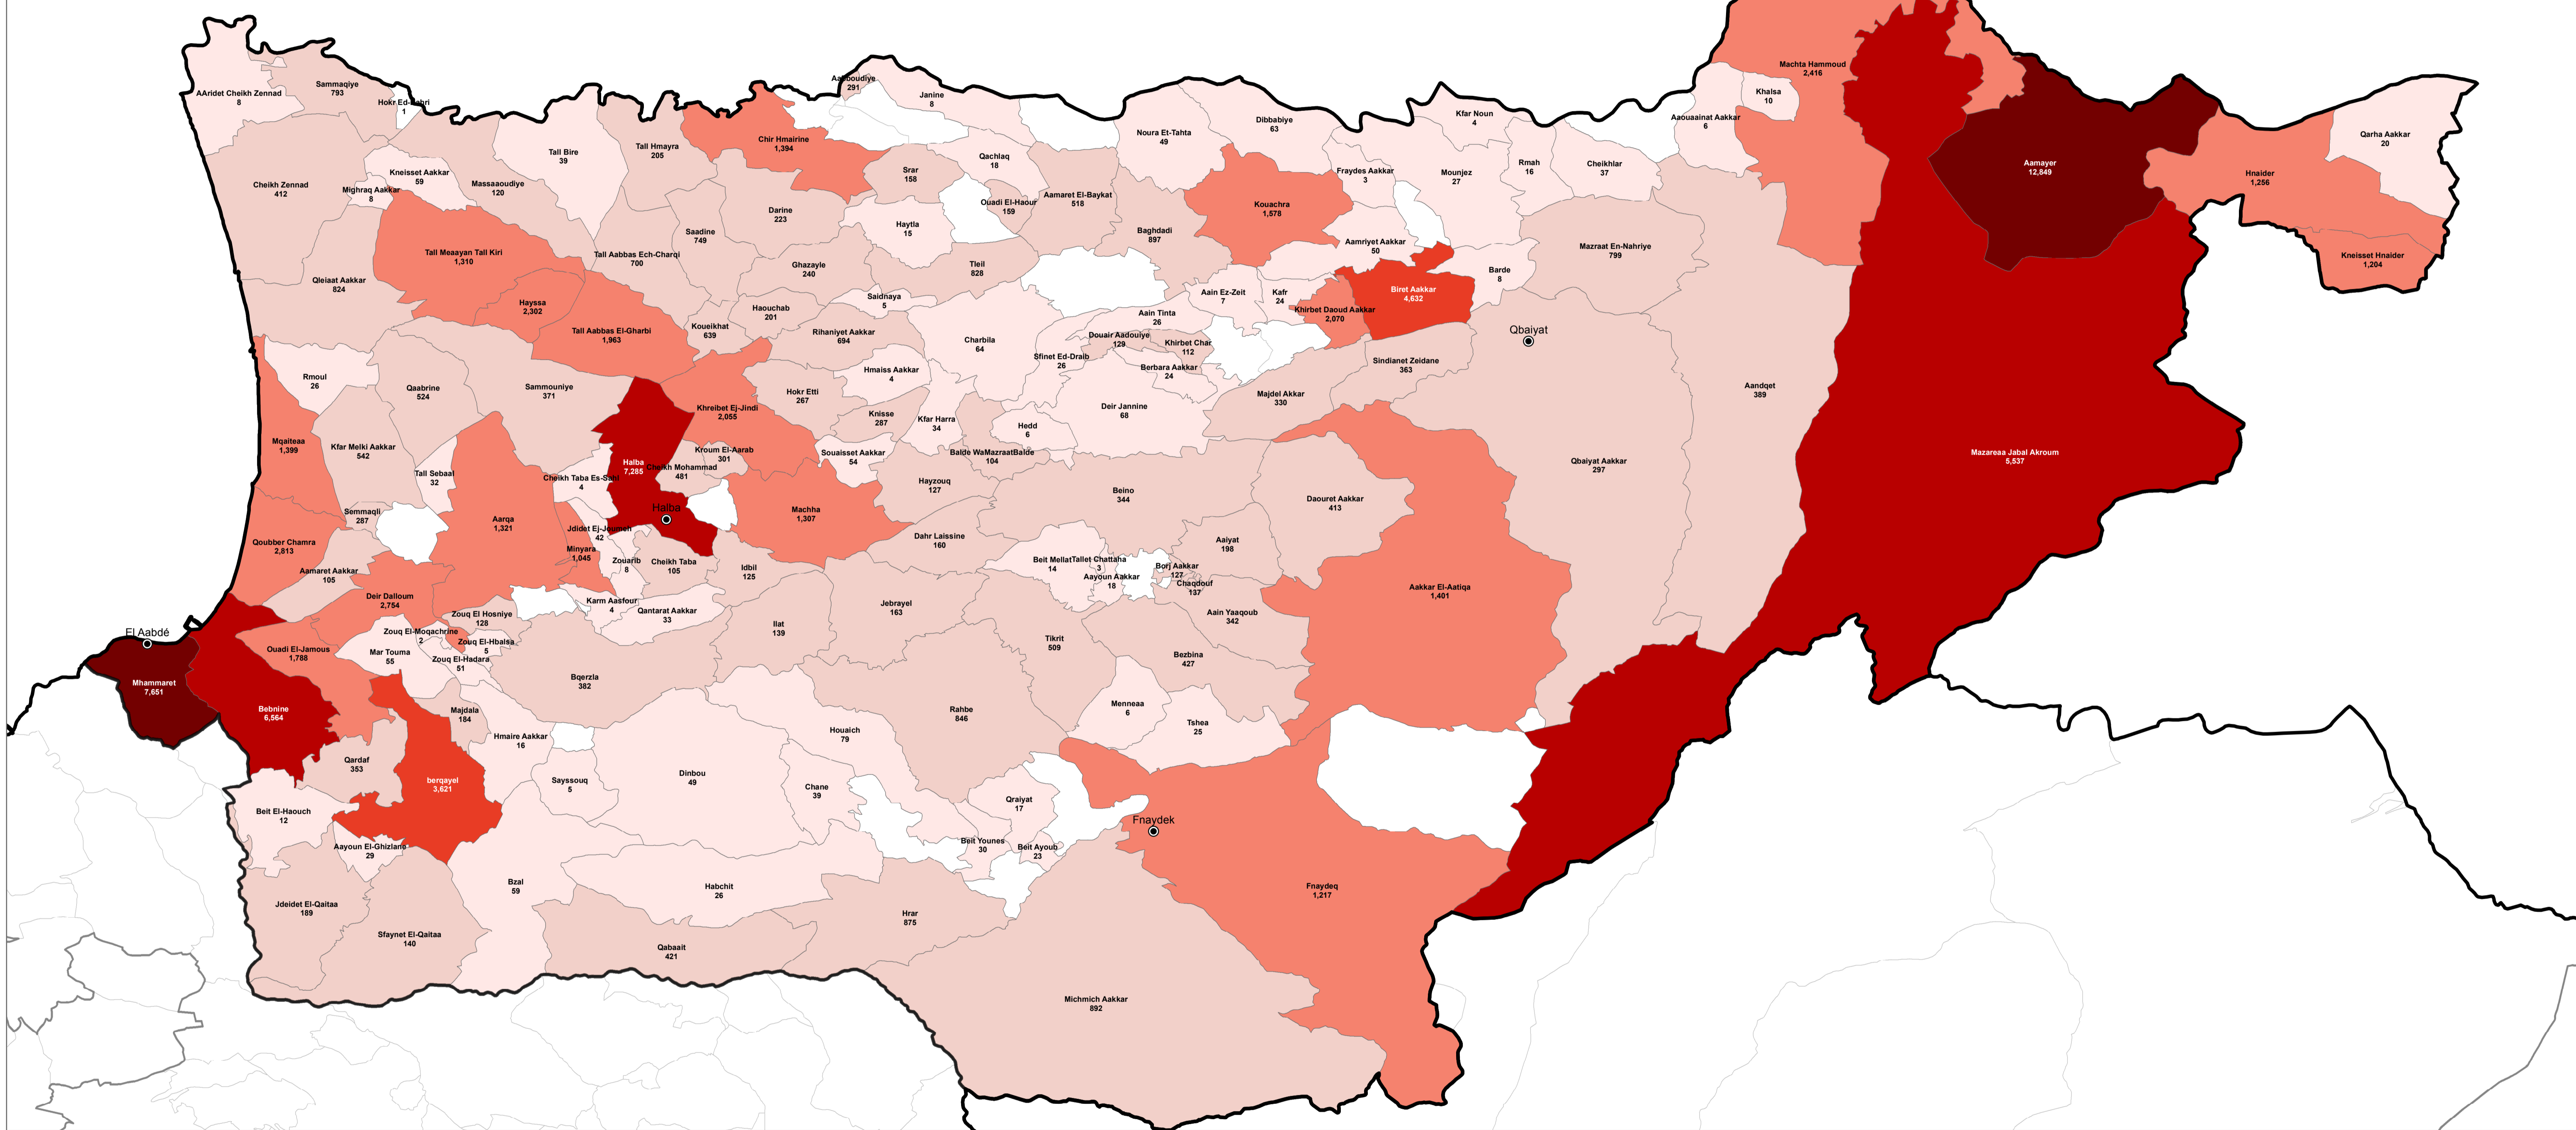 Machta Hammoud
2,416
Aaboudiye
291
Sammaqiye
793
AAridet Cheikh Zennad
8
Janine
8
Khalsa
10
Hokr Ed-Dahri
1
Kfar Noun
4
Aaouaainat Aakkar
6
Dibbabiye
63
Noura Et-Tahta
49
Qarha Aakkar
20
Chir Hmairine
1,394
Tall Hmayra
205
Tall Bire
39
Qachlaq
18
Rmah
16
Cheikhlar
37
Aamayer
12,849
Srar
158
Fraydes Aakkar
3
Mounjez
27
Kneisset Aakkar
59
Hnaider
1,256
Cheikh Zennad
412
Massaaoudiye
120
Mighraq Aakkar
8
Aamaret El-Baykat
518
Ouadi El-Haour
159
Kouachra
1,578
Darine
223
Haytla
15
Baghdadi
897
Saadine
749
Aamriyet Aakkar
50
Mazraat En-Nahriye
799
Tall Meaayan Tall Kiri
1,310
Tall Aabbas Ech-Charqi
700
Kneisset Hnaider
1,204
Ghazayle
240
Tleil
828
Barde
8
Qleiaat Aakkar
824
Biret Aakkar
4,632
Aain Ez-Zeit
7
Kafr
24
Saidnaya
5
Hayssa
2,302
Haouchab
201
Khirbet Daoud Aakkar
2,070
Aain Tinta
26
Koueikhat
639
Tall Aabbas El-Gharbi
1,963
Rihaniyet Aakkar
694
Qbaiyat
Douair Aadouiye
129
Charbila
64
Khirbet Char
112
Sfinet Ed-Draib
26
Sindianet Zeidane
363
Berbara Aakkar
24
Hmaiss Aakkar
4
Rmoul
26
Qaabrine
524
Sammouniye
371
Aandqet
389
Hokr Etti
267
Majdel Akkar
330
Khreibet Ej-Jindi
2,055
Deir Jannine
68
Knisse
287
Kfar Harra
34
Hedd
6
Mqaiteaa
1,399
Kfar Melki Aakkar
542
Kroum El-Aarab
301
Souaisset Aakkar
54
Balde WaMazraatBalde
104
Mazareaa Jabal Akroum
5,537
Halba
7,285
Cheikh Mohammad
481
Qbaiyat Aakkar
297
Tall Sebaal
32
Cheikh Taba Es-Sahl
4
Hayzouq
127
Beino
344
Daouret Aakkar
413
Halba
Machha
1,307
Semmaqli
287
Aarqa
1,321
Jdidet Ej-Joumeh
42
Dahr Laissine
160
Qoubber Chamra
2,813
Aaiyat
198
Minyara
1,045
Zouarib
8
Cheikh Taba
105
Idbil
125
Beit Mellat
14
Tallet Chattaha
3
Borj Aakkar
127
Aamaret Aakkar
105
Aayoun Aakkar
18
Chaqdouf
137
Aakkar El-Aatiqa
1,401
Deir Dalloum
2,754
Karm Aasfour
4
Jebrayel
163
Qantarat Aakkar
33
Zouq El Hosniye
128
Aain Yaaqoub
342
Ilat
139
El Aabdé
Zouq El-Moqachrine
2
Zouq El-Hbalsa
5
Tikrit
509
Ouadi El-Jamous
1,788
Mar Touma
55
Zouq El-Hadara
51
Bezbina
427
Bqerzla
382
Mhammaret
7,651
Menneaa
6
Bebnine
6,564
Majdala
184
Rahbe
846
Tshea
25
Houaich
79
Hmaire Aakkar
16
Qardaf
353
Dinbou
49
berqayel
3,621
Sayssouq
5
Chane
39
Qraiyat
17
Beit El-Haouch
12
Fnaydek
Beit Younes
30
Beit Ayoub
23
Aayoun El-Ghizlane
29
Bzal
59
Habchit
26
Fnaydeq
1,217
Jdeidet El-Qaitaa
189
Hrar
875
Sfaynet El-Qaitaa
140
Qabaait
421
Michmich Aakkar
892